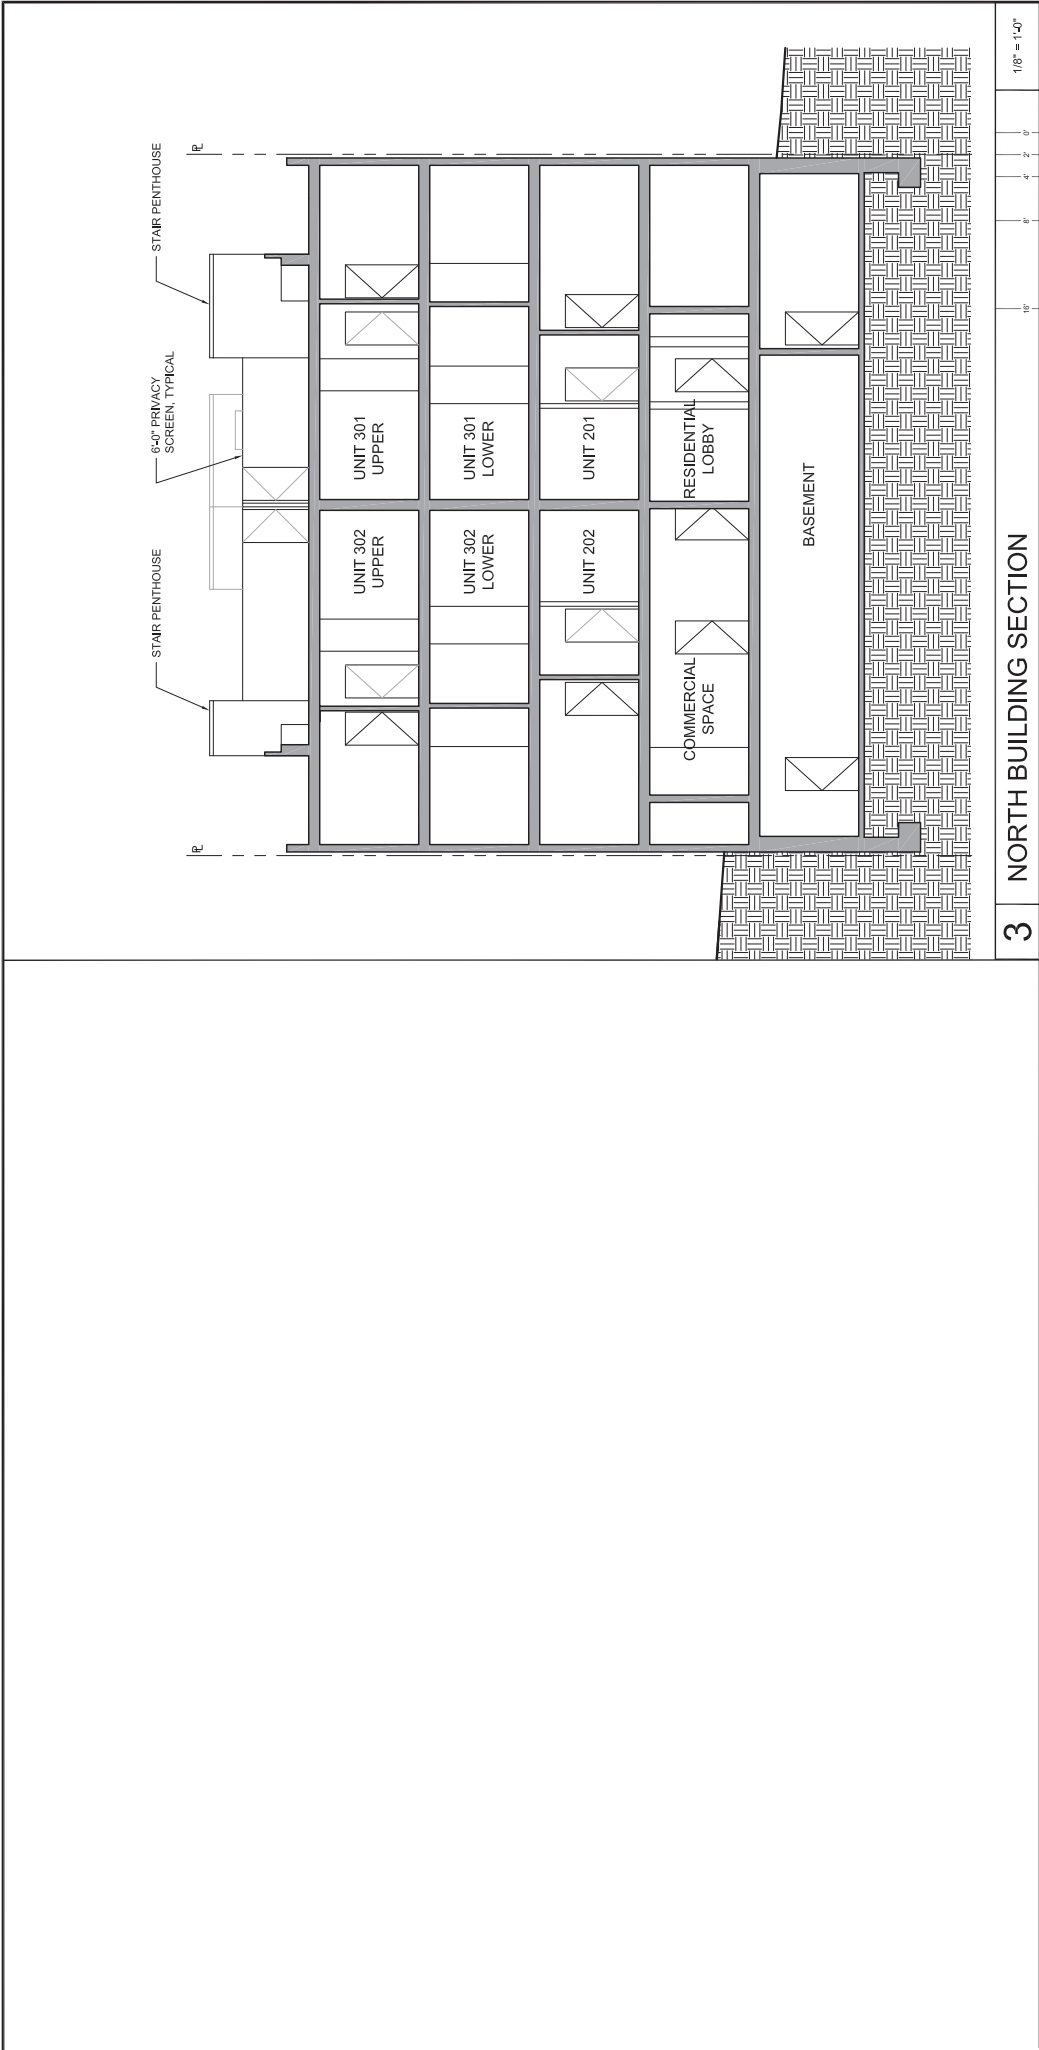 STAIR PENTHOUSE
6'-0" PRIVACY
SCREEN, TYPICAL
STAIR PENTHOUSE
PL
PL
UNIT 302
UPPER
UNIT 301
UPPER
UNIT 302
LOWER
UNIT 301
LOWER
UNIT 202
UNIT 201
COMMERCIAL
SPACE
RESIDENTIAL
LOBBY
BASEMENT
3
NORTH BUILDING SECTION
16'
8'
4'
2'
0'
1/8" = 1'-0"